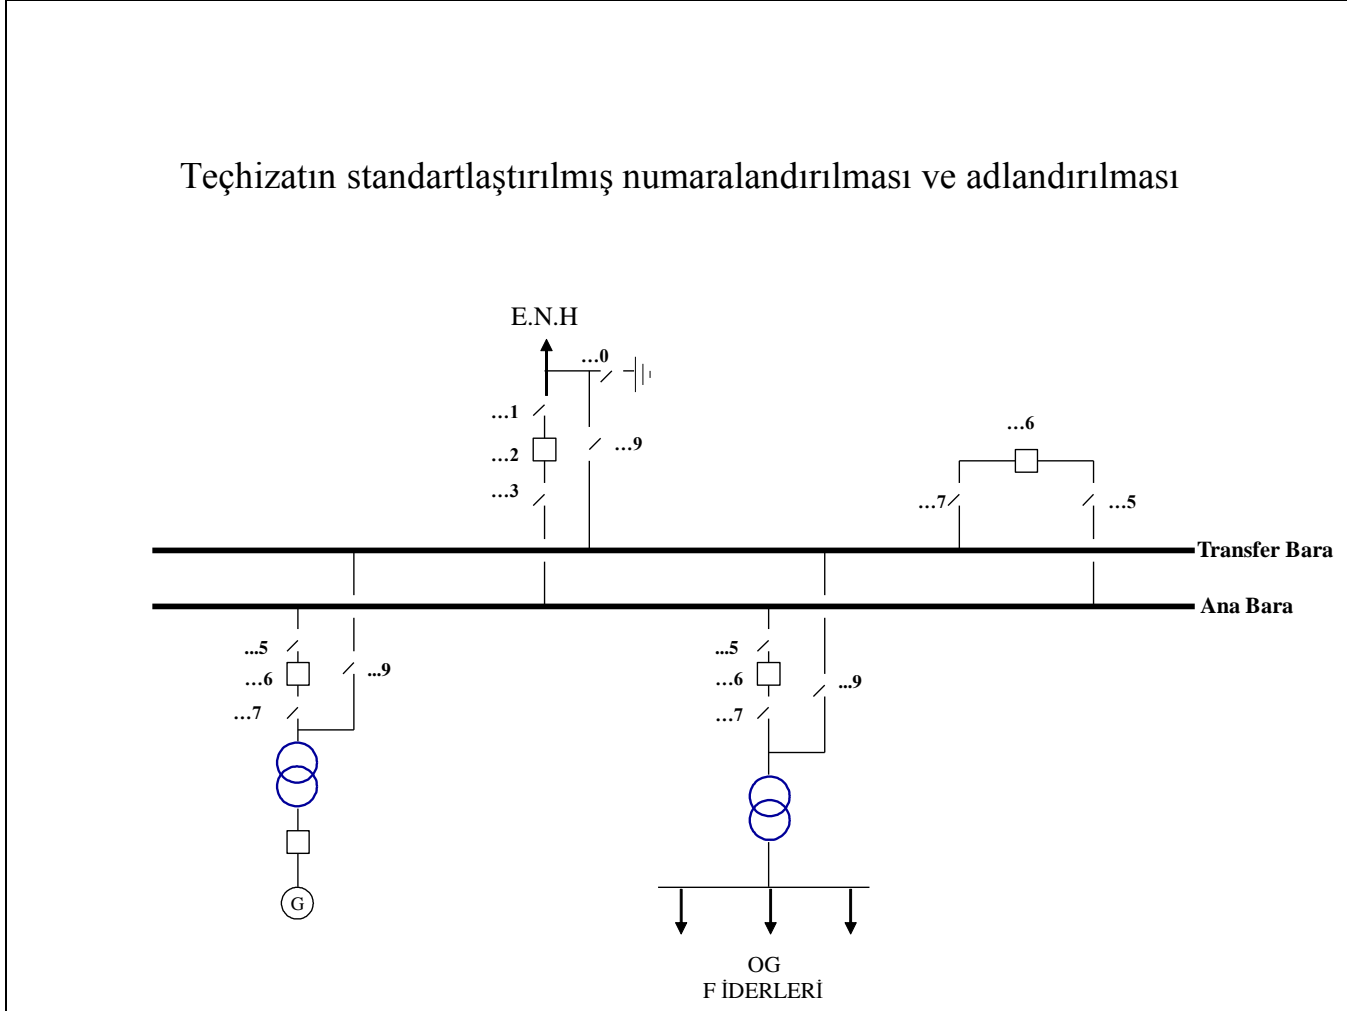 Teçhizatın standartlaştırılmış numaralandırılması ve adlandırılması
E.N.H
…0
…1
…2
…9
…3
…6
…7
…5
Transfer Bara
Ana Bara
...5
…6
...9
…7
...5
…6
...9
…7
G
OG
F İDERLERİ